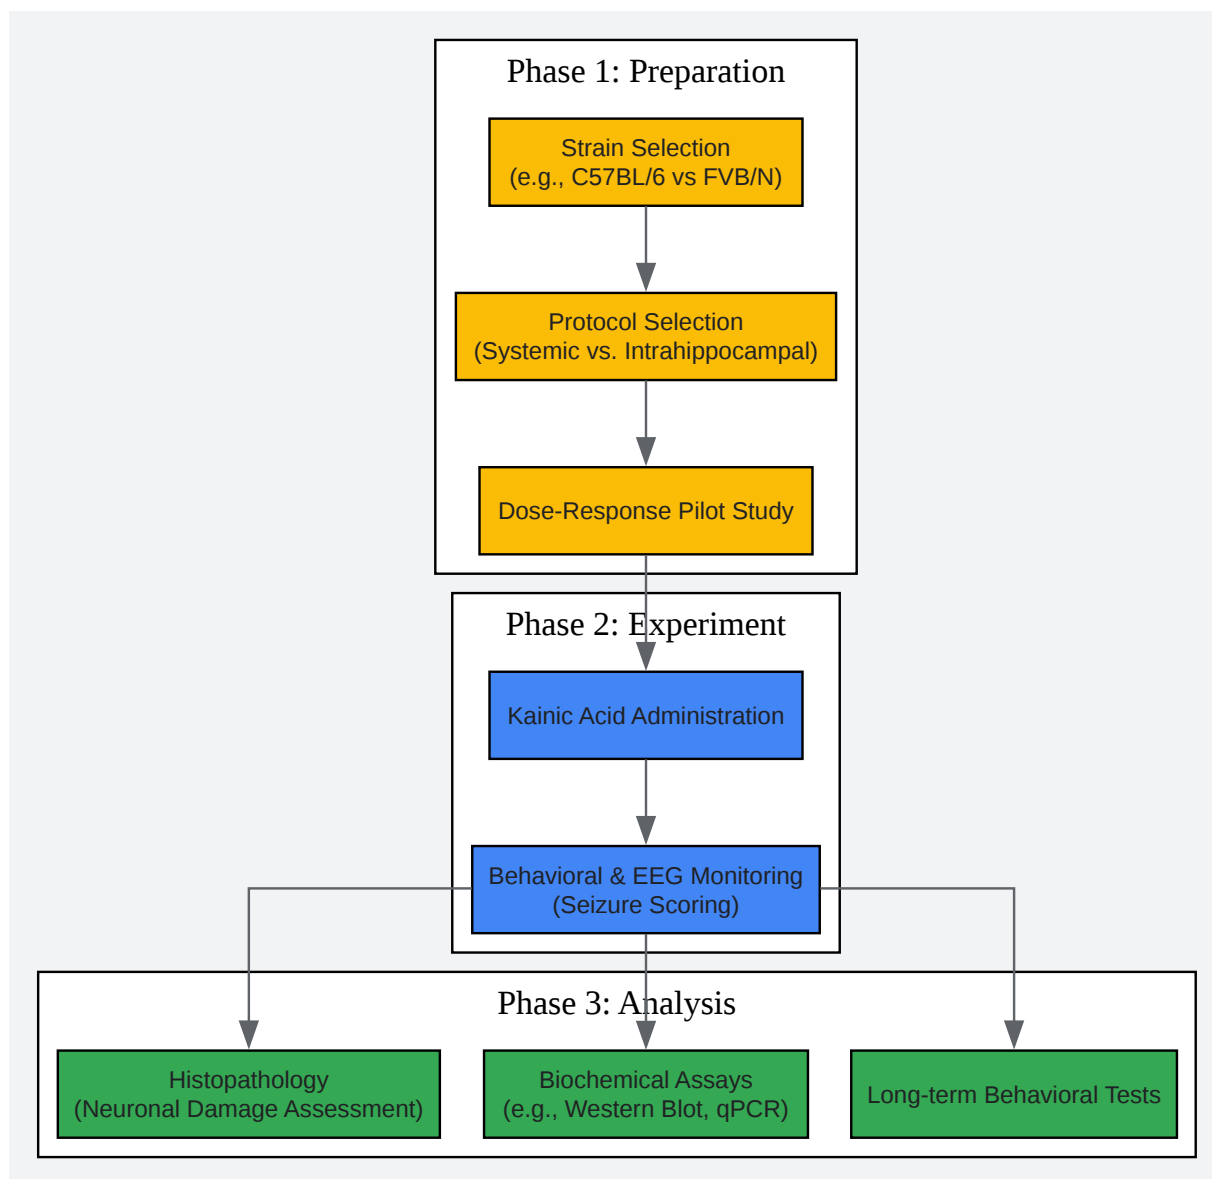 Phase 1: Preparation
Strain Selection
(e.g., C57BL/6 vs FVB/N)
Protocol Selection
(Systemic vs. Intrahippocampal)
Dose-Response Pilot Study
Phase 2: Experiment
Kainic Acid Administration
Behavioral & EEG Monitoring
(Seizure Scoring)
Phase 3: Analysis
Histopathology
(Neuronal Damage Assessment)
Biochemical Assays
(e.g., Western Blot, qPCR)
Long-term Behavioral Tests